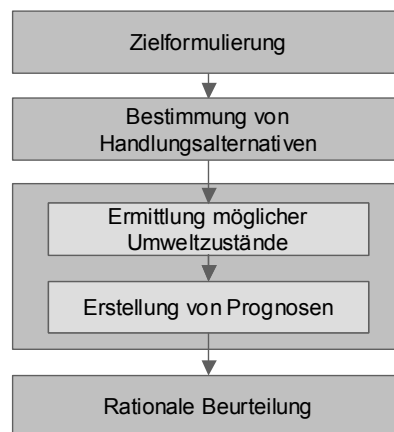 Zielformulierung
Bestimmung von
Handlungsalternativen
Ermittlung möglicher
Umweltzustände
Erstellung von Prognosen
Rationale Beurteilung